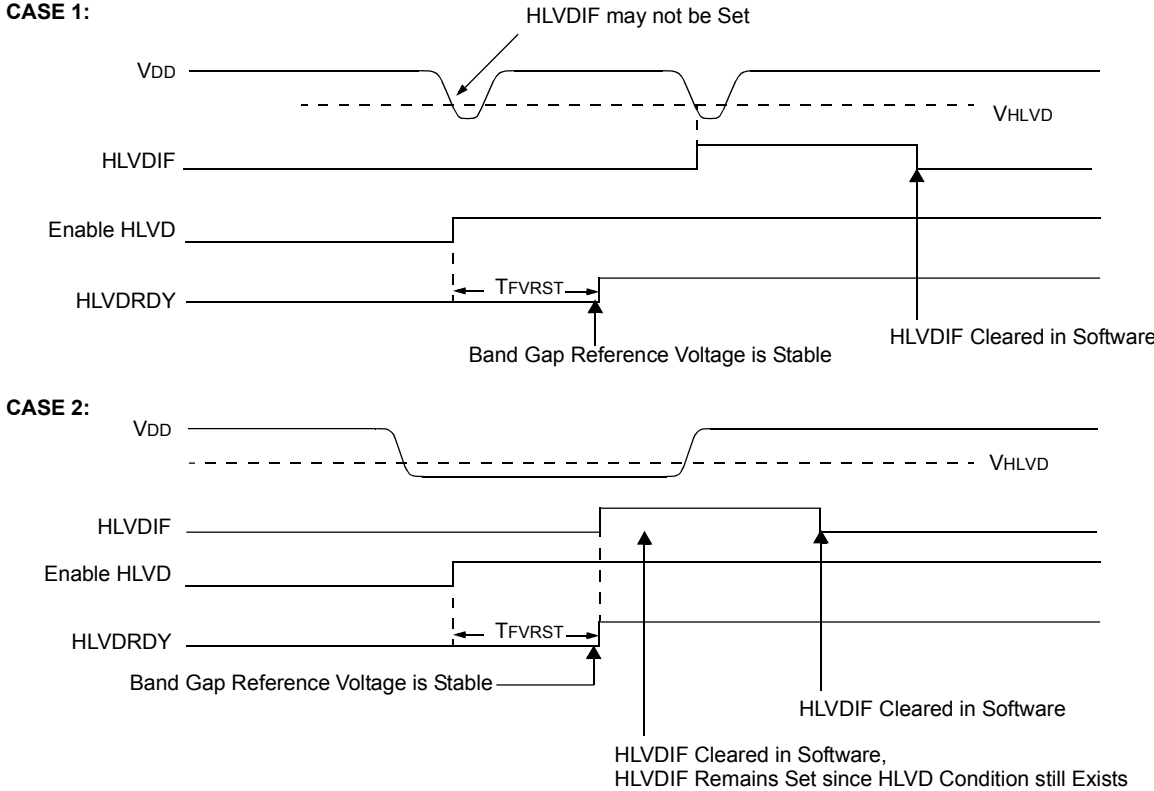 CASE 1:
HLVDIF may not be Set
VDD
VHLVD
HLVDIF
Enable HLVD
TFVRST
HLVDRDY
HLVDIF Cleared in Software
Band Gap Reference Voltage is Stable
CASE 2:
VDD
VHLVD
HLVDIF
Enable HLVD
TFVRST
HLVDRDY
Band Gap Reference Voltage is Stable
HLVDIF Cleared in Software
HLVDIF Cleared in Software,
HLVDIF Remains Set since HLVD Condition still Exists